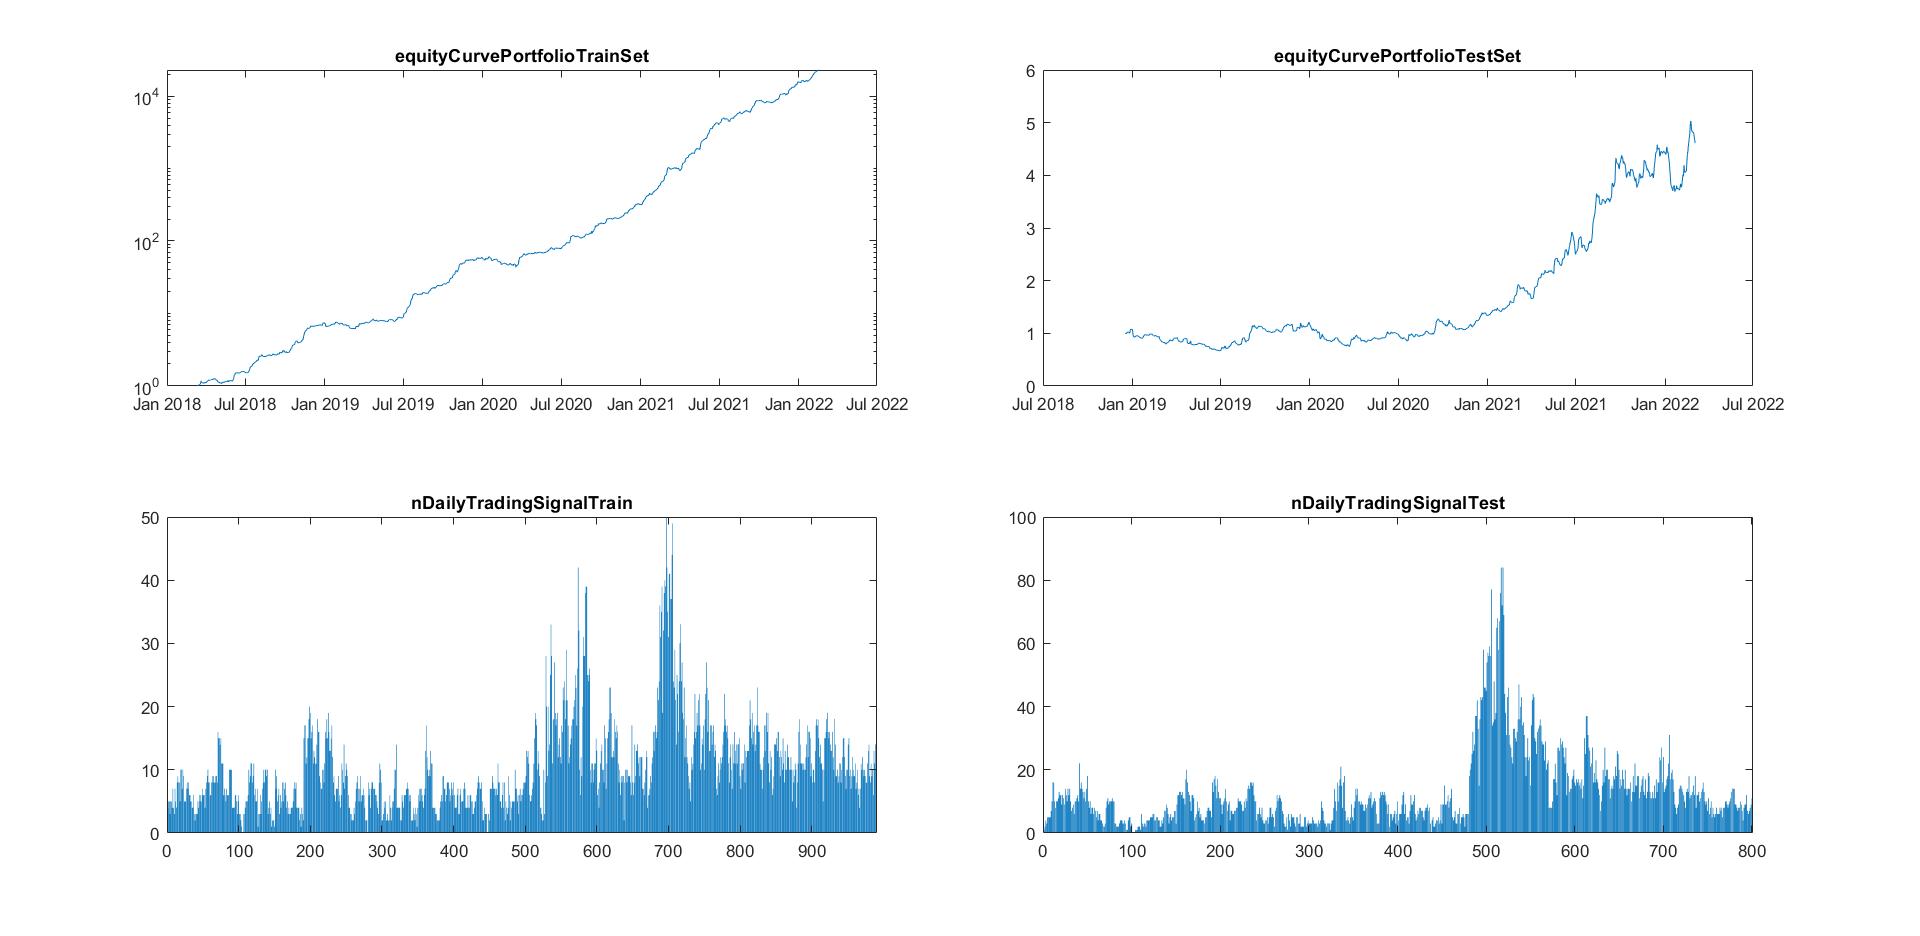 equityCurvePortfolioTrainSet
10^4
10^2
10^0
Jan 2018 Jul 2018 Jan 2019 Jul 2019 Jan 2020 Jul 2020 Jan 2021 Jul 2021 Jan 2022 Jul 2022
equityCurvePortfolioTestSet
6
5
4
3
2
1
0
Jul 2018 Jan 2019 Jul 2019 Jan 2020 Jul 2020 Jan 2021 Jul 2021 Jan 2022 Jul 2022
nDailyTradingSignalTrain
50
40
30
20
10
0
0 100 200 300 400 500 600 700 800 900
nDailyTradingSignalTest
100
80
60
40
20
0
0 100 200 300 400 500 600 700 800